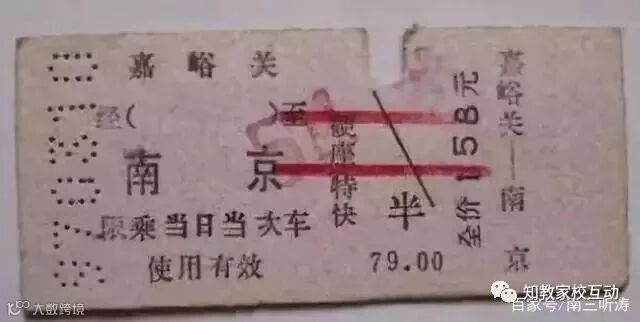 嘉峪关
经( )至
南京
限乘当日当次车
使用有效
硬座特快
半
79.00
全价158元
嘉峪关—南京
知教家校互动
百家号/南三听涛
大数跨境